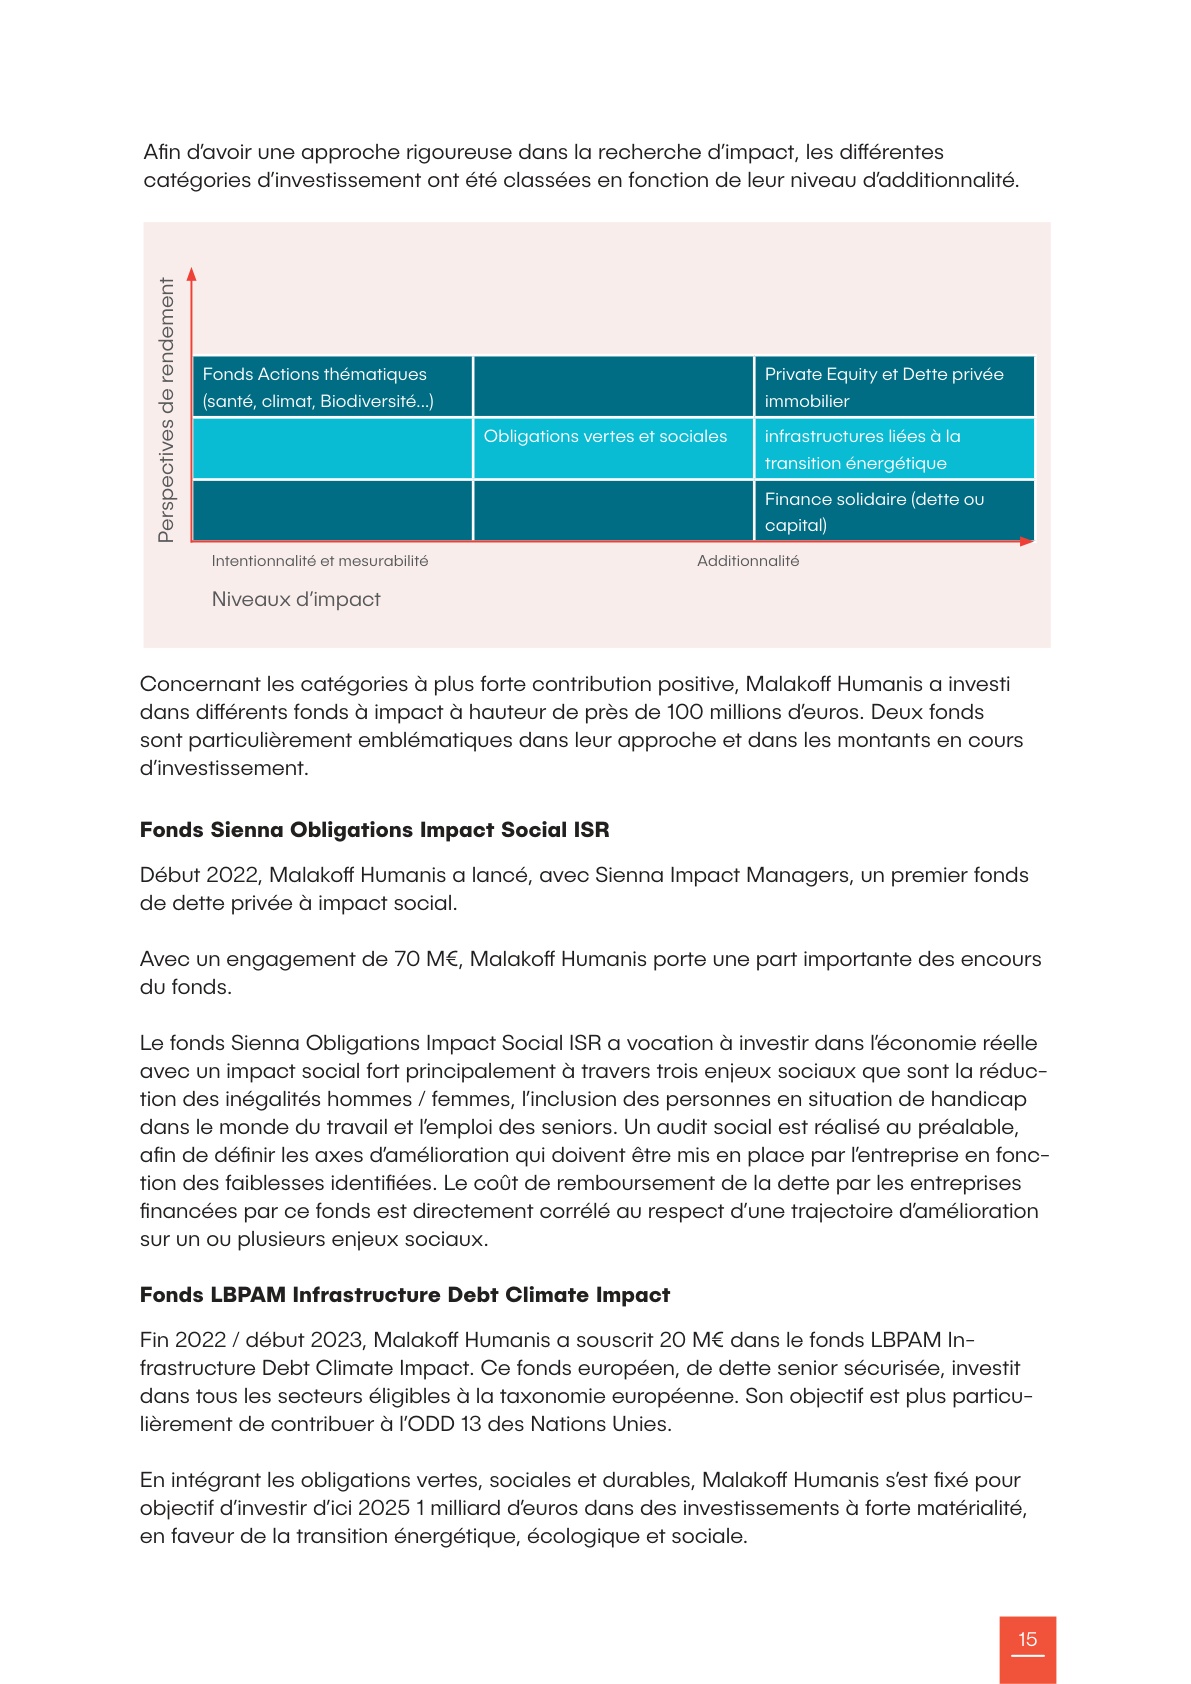 Afin d’avoir une approche rigoureuse dans la recherche d’impact, les différentes
catégories d’investissement ont été classées en fonction de leur niveau d’additionnalité.
Perspectives de rendement
Fonds Actions thématiques
(santé, climat, Biodiversité...)
Private Equity et Dette privée
immobilier
Obligations vertes et sociales
infrastructures liées à la
transition énergétique
Finance solidaire (dette ou
capital)
Intentionnalité et mesurabilité
Additionnalité
Niveaux d’impact
Concernant les catégories à plus forte contribution positive, Malakoff Humanis a investi
dans différents fonds à impact à hauteur de près de 100 millions d’euros. Deux fonds
sont particulièrement emblématiques dans leur approche et dans les montants en cours
d’investissement.
Fonds Sienna Obligations Impact Social ISR
Début 2022, Malakoff Humanis a lancé, avec Sienna Impact Managers, un premier fonds
de dette privée à impact social.
Avec un engagement de 70 M€, Malakoff Humanis porte une part importante des encours
du fonds.
Le fonds Sienna Obligations Impact Social ISR a vocation à investir dans l’économie réelle
avec un impact social fort principalement à travers trois enjeux sociaux que sont la réduc-
tion des inégalités hommes / femmes, l’inclusion des personnes en situation de handicap
dans le monde du travail et l’emploi des seniors. Un audit social est réalisé au préalable,
afin de définir les axes d’amélioration qui doivent être mis en place par l’entreprise en fonc-
tion des faiblesses identifiées. Le coût de remboursement de la dette par les entreprises
financées par ce fonds est directement corrélé au respect d’une trajectoire d’amélioration
sur un ou plusieurs enjeux sociaux.
Fonds LBPAM Infrastructure Debt Climate Impact
Fin 2022 / début 2023, Malakoff Humanis a souscrit 20 M€ dans le fonds LBPAM In-
frastructure Debt Climate Impact. Ce fonds européen, de dette senior sécurisée, investit
dans tous les secteurs éligibles à la taxonomie européenne. Son objectif est plus particu-
lièrement de contribuer à l’ODD 13 des Nations Unies.
En intégrant les obligations vertes, sociales et durables, Malakoff Humanis s’est fixé pour
objectif d’investir d’ici 2025 1 milliard d’euros dans des investissements à forte matérialité,
en faveur de la transition énergétique, écologique et sociale.
15